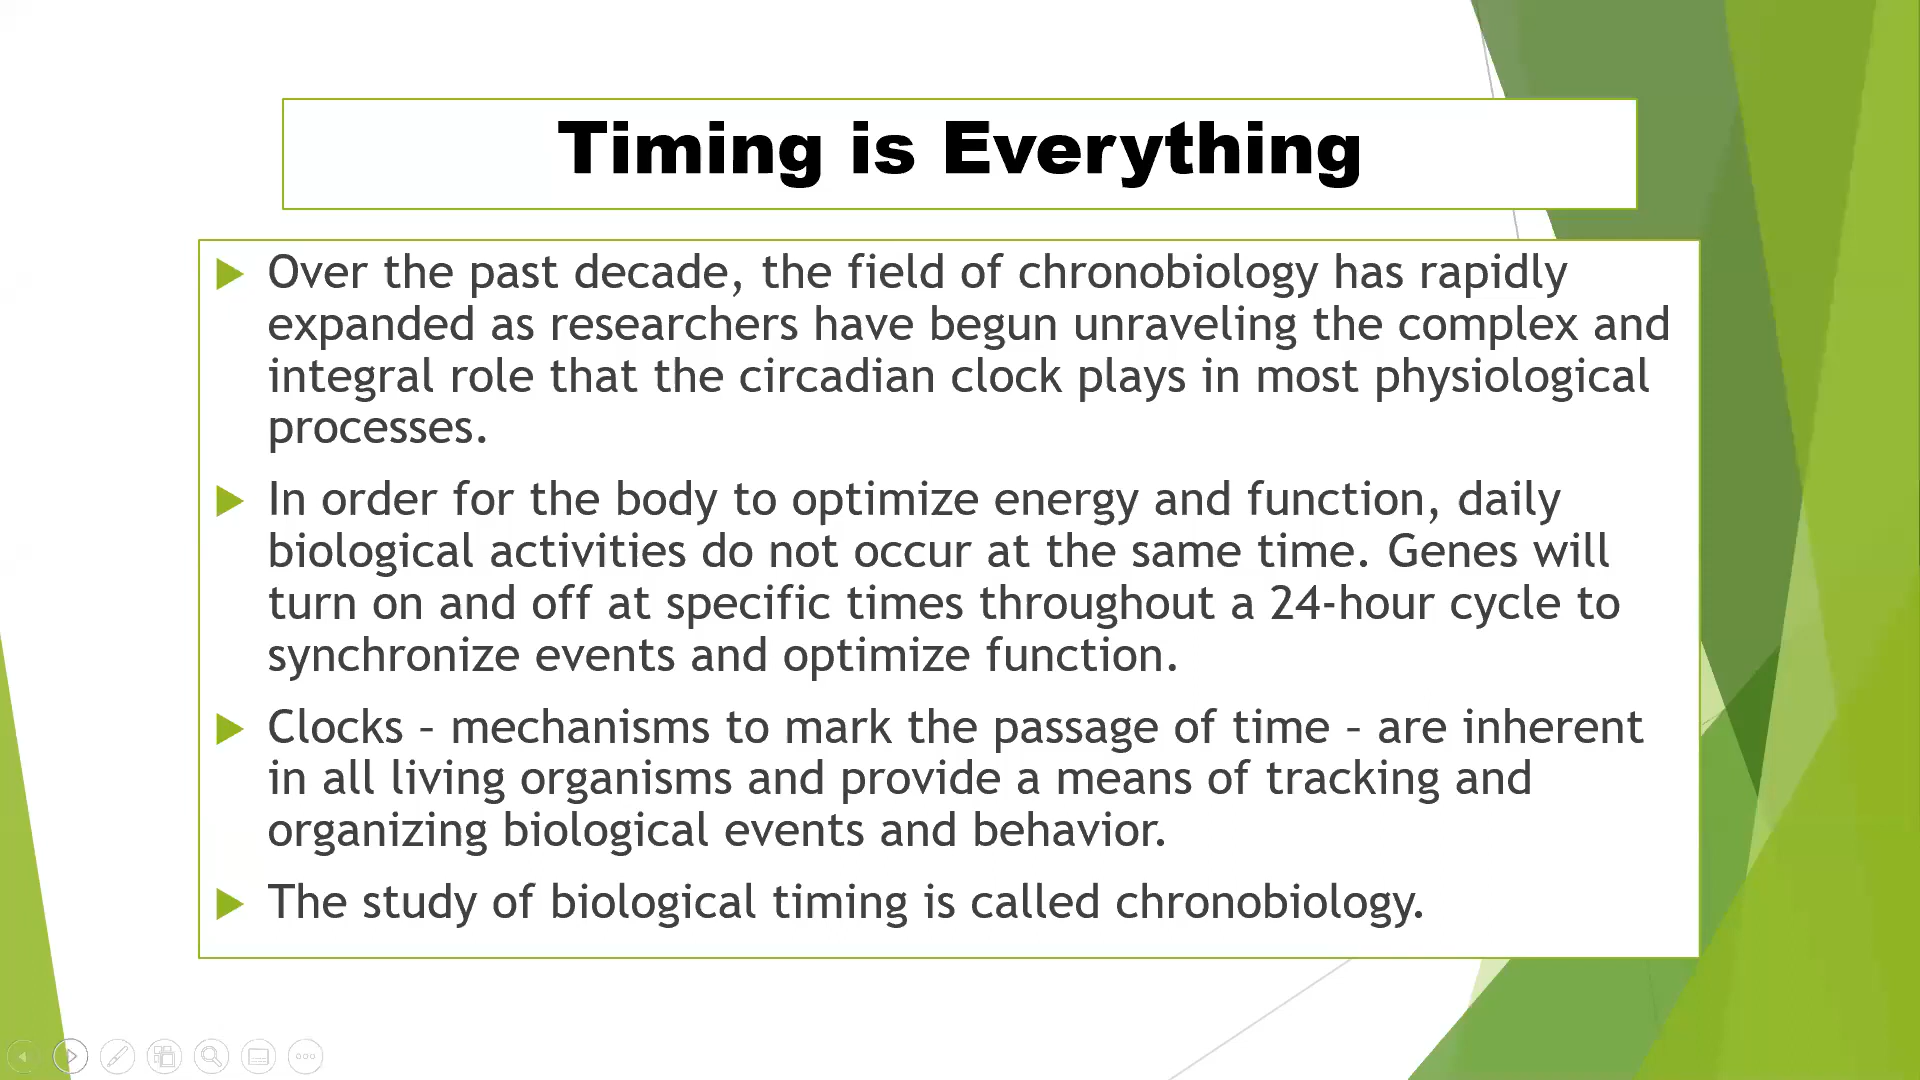 Timing is Everything
Over the past decade, the field of chronobiology has rapidly
expanded as researchers have begun unraveling the complex and
integral role that the circadian clock plays in most physiological
processes.
In order for the body to optimize energy and function, daily
biological activities do not occur at the same time. Genes will
turn on and off at specific times throughout a 24-hour cycle to
synchronize events and optimize function.
Clocks – mechanisms to mark the passage of time – are inherent
in all living organisms and provide a means of tracking and
organizing biological events and behavior.
The study of biological timing is called chronobiology.